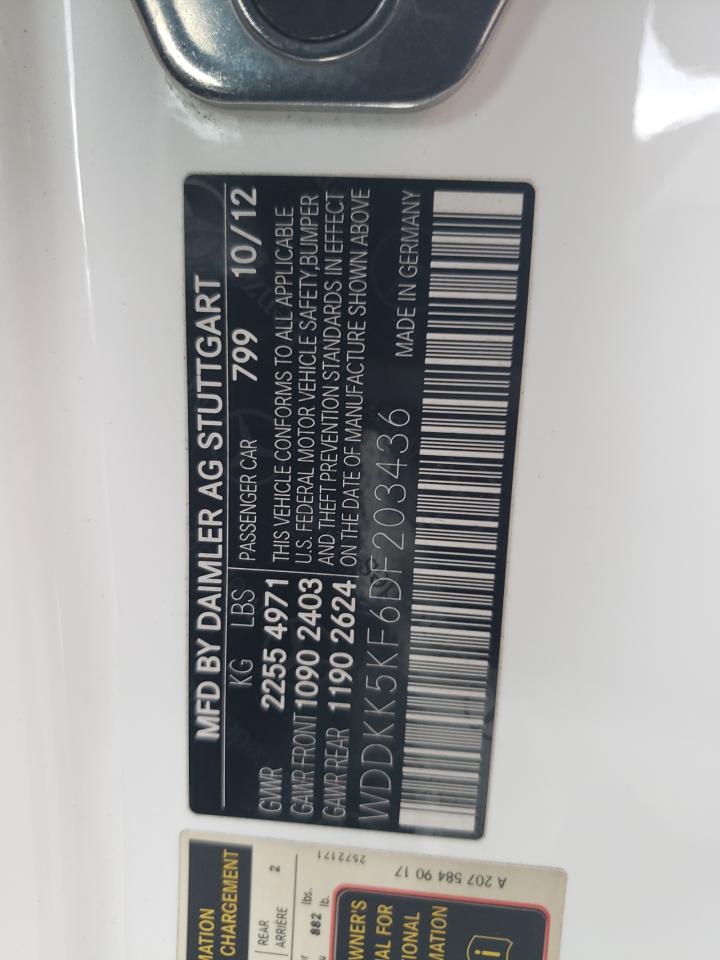 MFD BY DAIMLER AG STUTTGART
KG LBS
PASSENGER CAR 799 10/12
GVWR 2255 4971
GAWR FRONT 1090 2403
GAWR REAR 1190 2624
THIS VEHICLE CONFORMS TO ALL APPLICABLE
U.S. FEDERAL MOTOR VEHICLE SAFETY,BUMPER
AND THEFT PREVENTION STANDARDS IN EFFECT
ON THE DATE OF MANUFACTURE SHOWN ABOVE
WDDKK5KF6DF203436
MADE IN GERMANY
MATION
CHARGEMENT
REAR
ARRIÈRE
2
882
lbs.
lb.
2572171
A 207 584 90 17
WNER'S
AL FOR
TIONAL
MATION
i